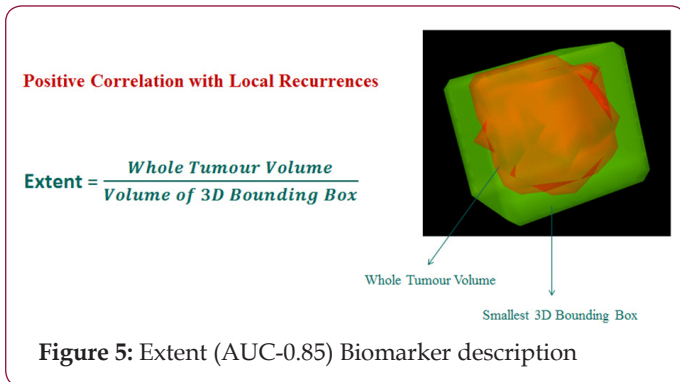 Positive Correlation with Local Recurrences
Extent = Whole Tumour Volume / Volume of 3D Bounding Box
Whole Tumour Volume
Smallest 3D Bounding Box
Figure 5: Extent (AUC-0.85) Biomarker description